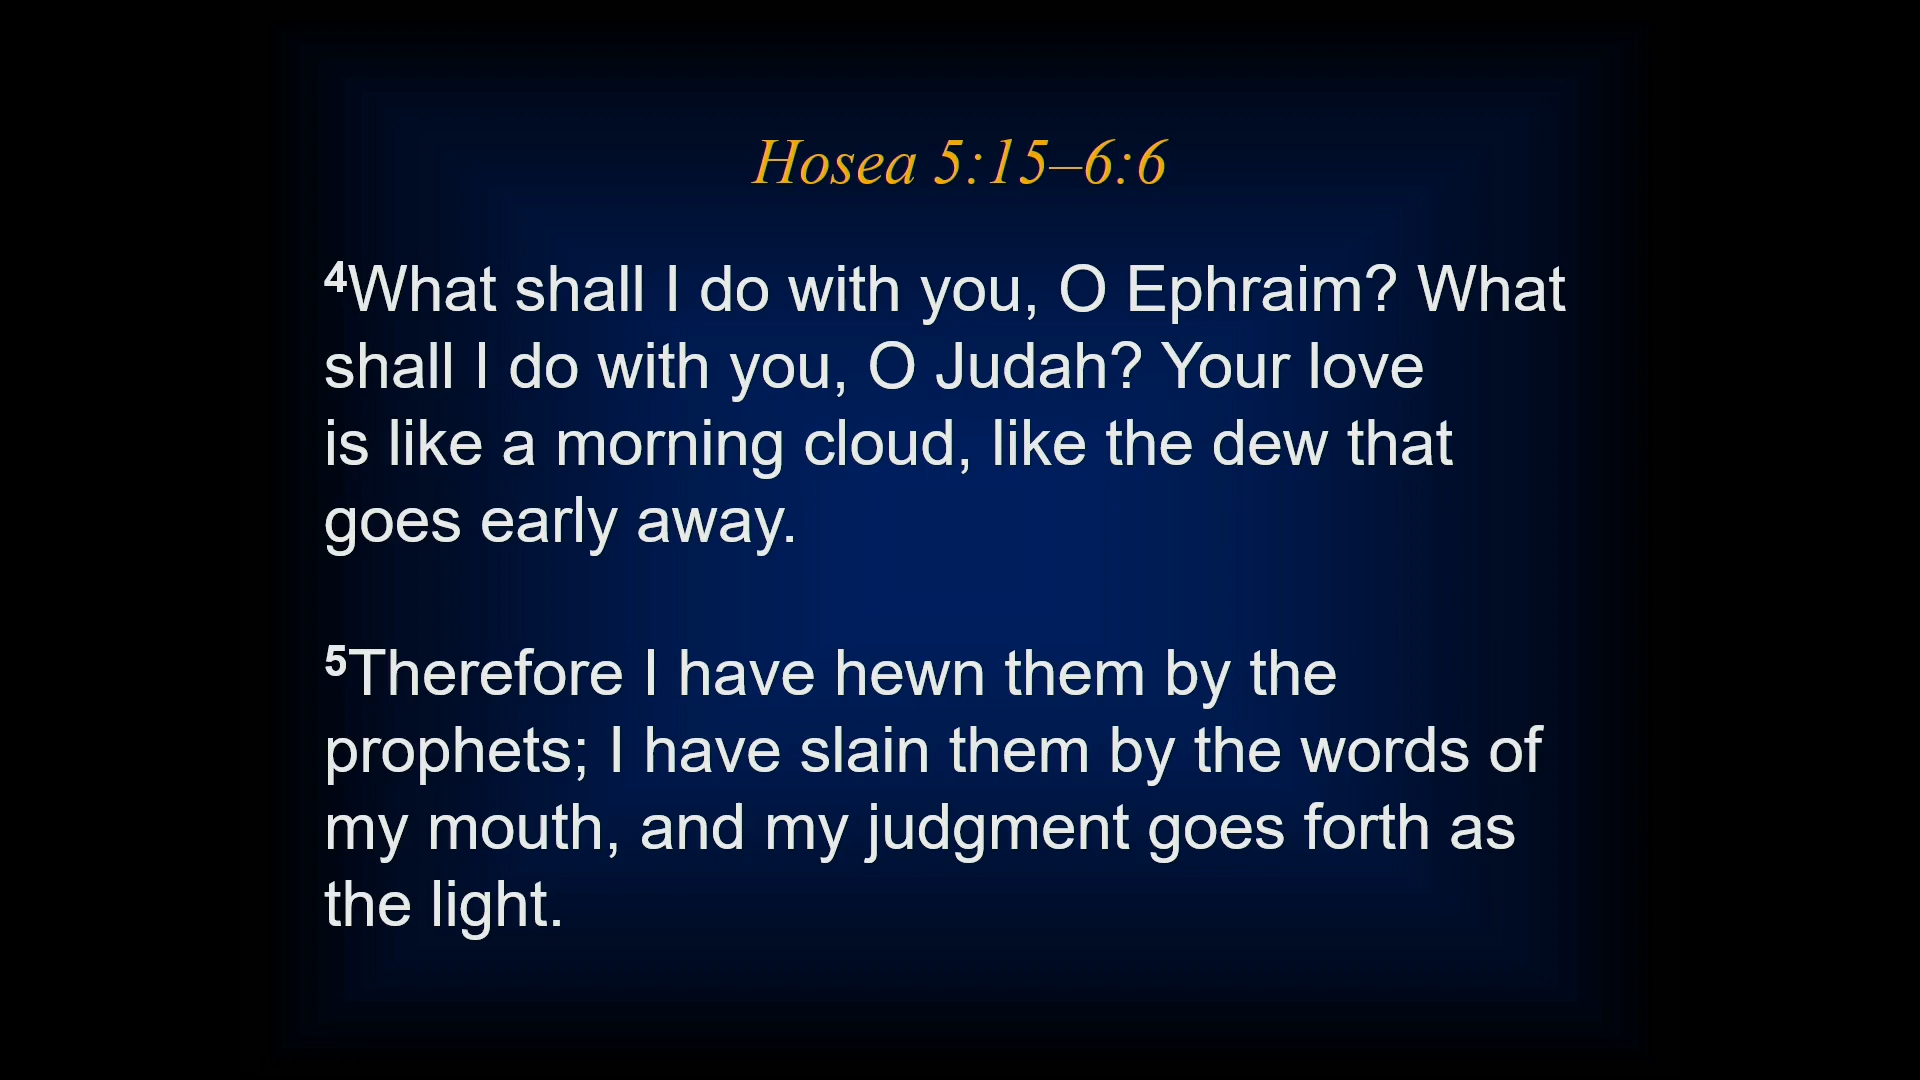 Hosea 5:15–6:6
4What shall I do with you, O Ephraim? What
shall I do with you, O Judah? Your love
is like a morning cloud, like the dew that
goes early away.
5Therefore I have hewn them by the
prophets; I have slain them by the words of
my mouth, and my judgment goes forth as
the light.